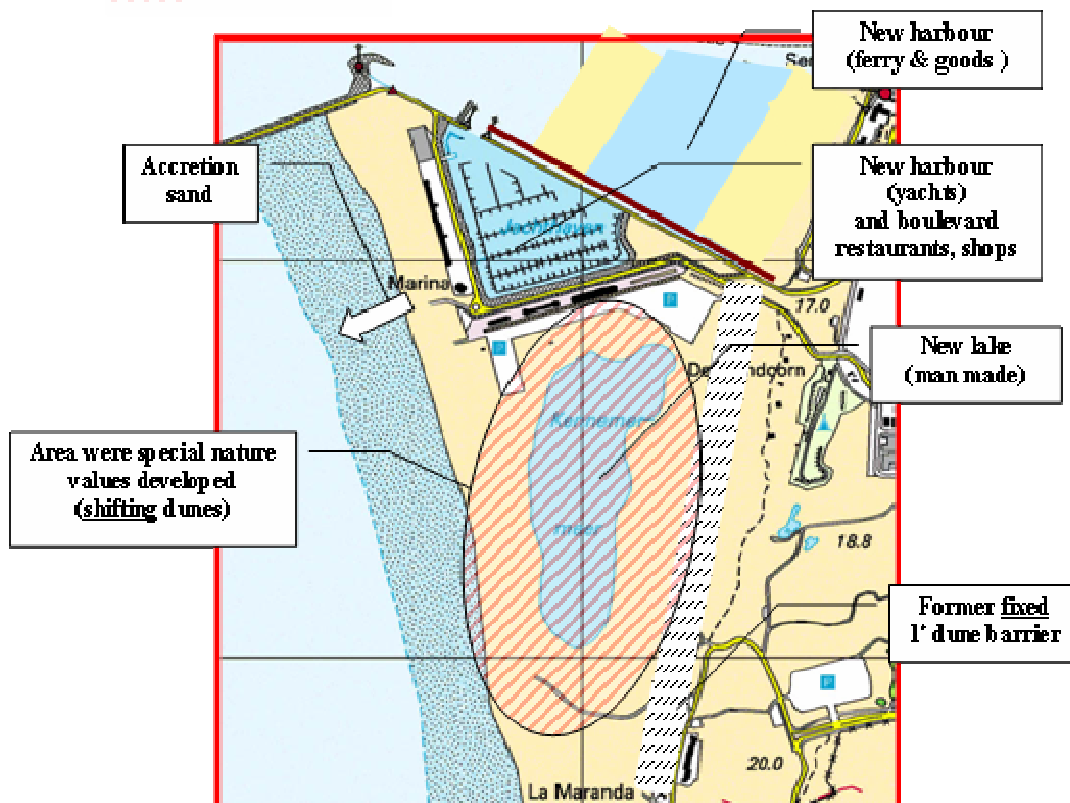 New harbour
(ferry & goods )
Accretion
sand
New harbour
(yachts)
and boulevard
restaurants, shops
Marina
P
17.0
P
New lake
(man made)
Kennemer
meer
Area were special nature
values developed
(shifting dunes)
18.8
Former fixed
1° dune barrier
P
20.0
La Maranda